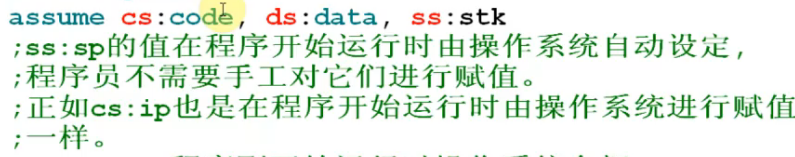 assume cs:code, ds:data, ss:stk
;ss:sp的值在程序开始运行时由操作系统自动设定,
;程序员不需要手工对它们进行赋值。
;正如cs:ip也是在程序开始运行时由操作系统进行赋值
;一样。